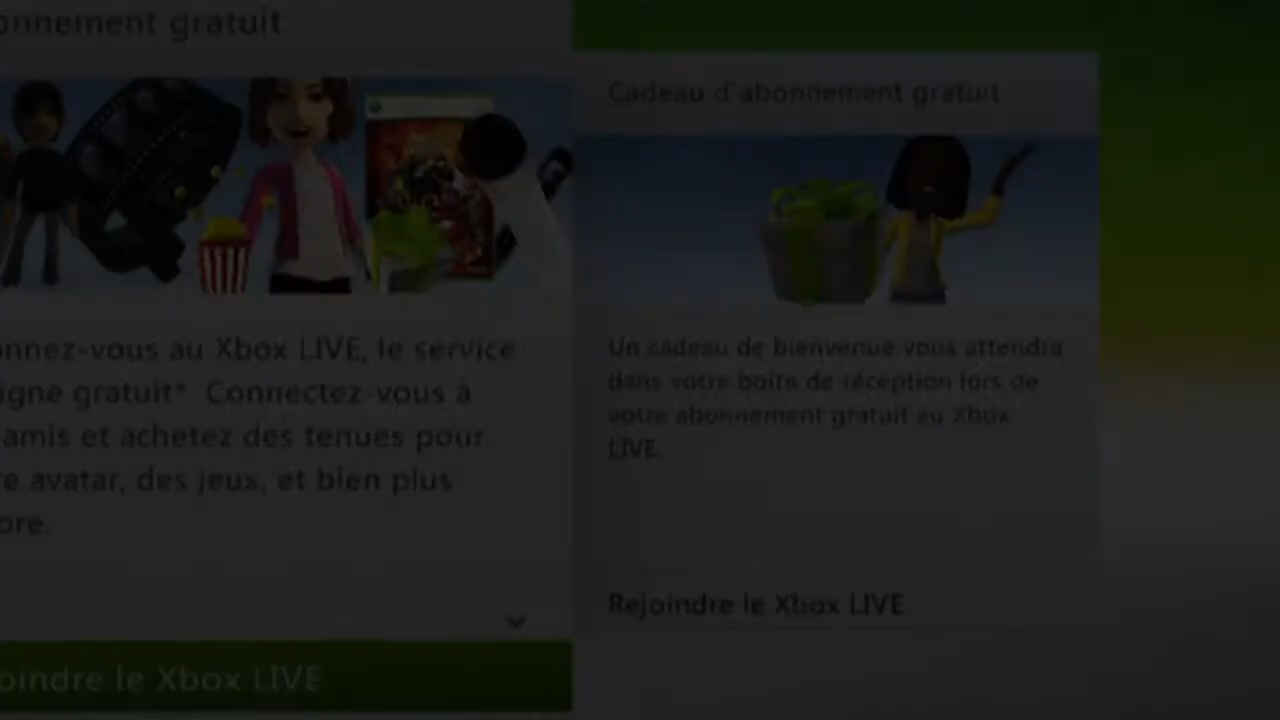 onnement gratuit
onnez-vous au Xbox LIVE, le service
igne gratuit* Connectez-vous à
amis et achetez des tenues pour
re avatar, des jeux, et bien plus
ore.
oindre le Xbox LIVE
Cadeau d'abonnement gratuit
Un cadeau de bienvenue vous attendra
dans votre boîte de réception lors de
votre abonnement gratuit au Xbox
LIVE.
Rejoindre le Xbox LIVE